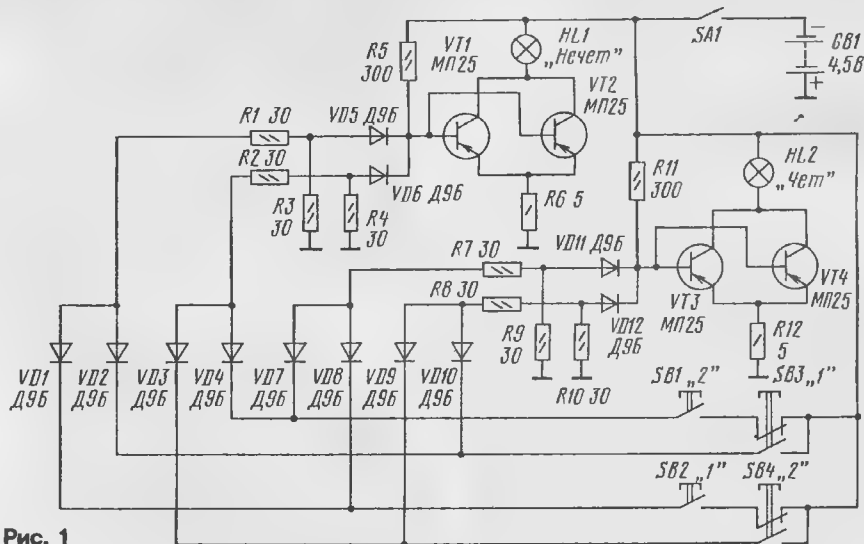 R5
300
VT1
МП25
HL1
„Нечет“
VT2
МП25
SA1
GB1
4,5В
R1 30
VD5 Д9Б
R2 30
VD6 Д9Б
R3
30
R4
30
R6 5
R11
300
HL2
„Чет“
R7 30
VD11 Д9Б
R8 30
VD12
Д9Б
R9
30
R10 30
VT3
МП25
VT4
МП25
R12
5
VD1
Д9Б
VD2
Д9Б
VD3
Д9Б
VD4
Д9Б
VD7
Д9Б
VD8
Д9Б
VD9
Д9Б
VD10
Д9Б
SB1 „2“
SB3 „1“
SB2 „1“
SB4 „2“
Рис. 1